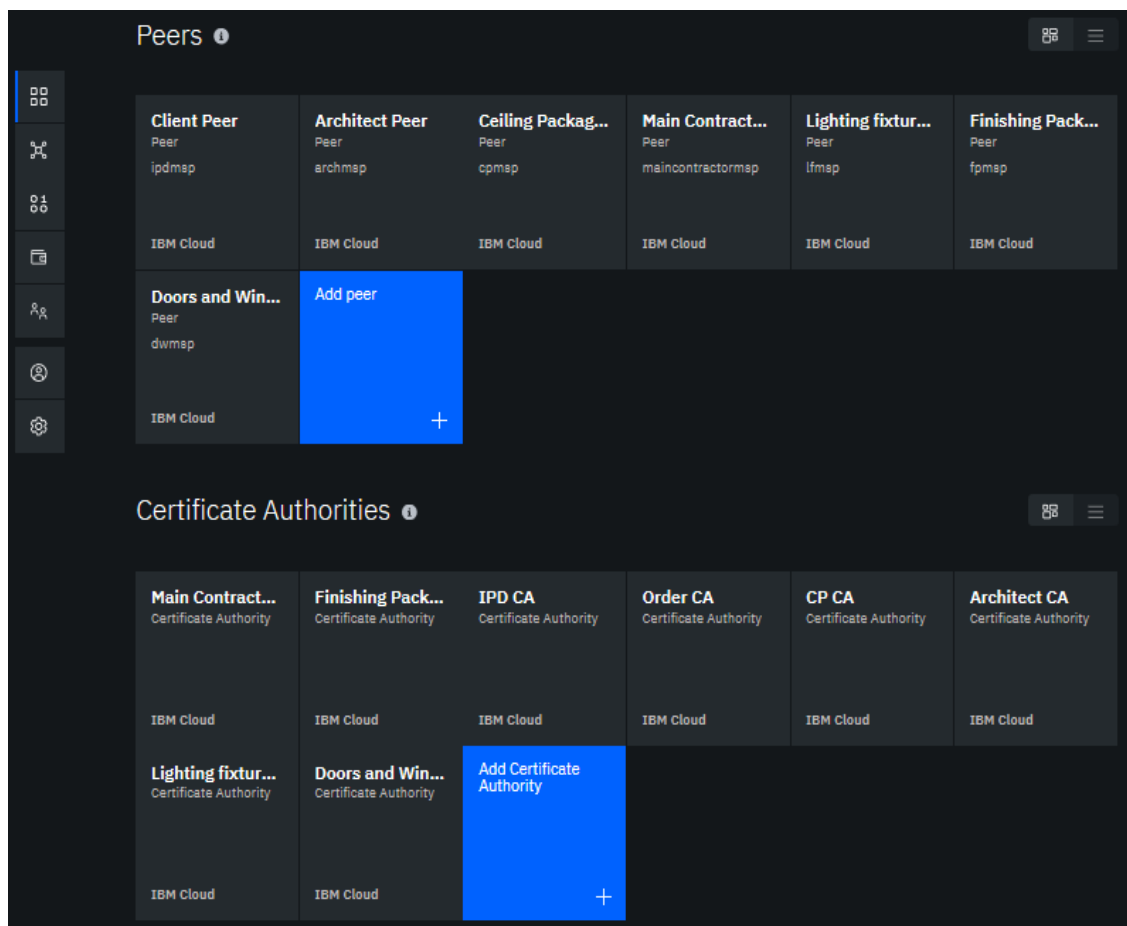 Peers
Client Peer
Peer
ipdmsp
IBM Cloud
Architect Peer
Peer
archmsp
IBM Cloud
Ceiling Packag...
Peer
cpmsp
IBM Cloud
Main Contract...
Peer
maincontractormsp
IBM Cloud
Lighting fixtur...
Peer
lfmsp
IBM Cloud
Finishing Pack...
Peer
fpmsp
IBM Cloud
Doors and Win...
Peer
dwmsp
IBM Cloud
Add peer
Certificate Authorities
Main Contract...
Certificate Authority
IBM Cloud
Finishing Pack...
Certificate Authority
IBM Cloud
IPD CA
Certificate Authority
IBM Cloud
Order CA
Certificate Authority
IBM Cloud
CP CA
Certificate Authority
IBM Cloud
Architect CA
Certificate Authority
IBM Cloud
Lighting fixtur...
Certificate Authority
IBM Cloud
Doors and Win...
Certificate Authority
IBM Cloud
Add Certificate
Authority